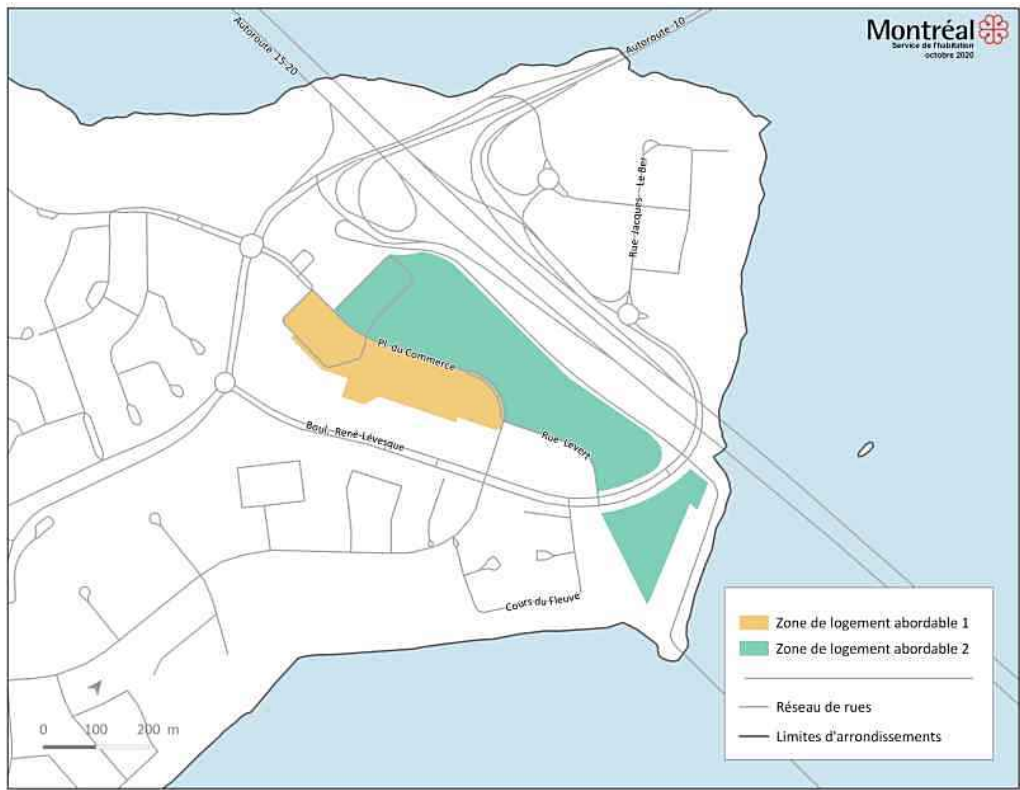 Montréal
Service de l'habitation
octobre 2020
Autoroute 15-20
Autoroute 10
Rue Jacques-Le Ber
Pl. du Commerce
Rue Levert
Boul. René-Lévesque
Cours du Fleuve
Zone de logement abordable 1
Zone de logement abordable 2
Réseau de rues
Limites d'arrondissements
0 100 200 m